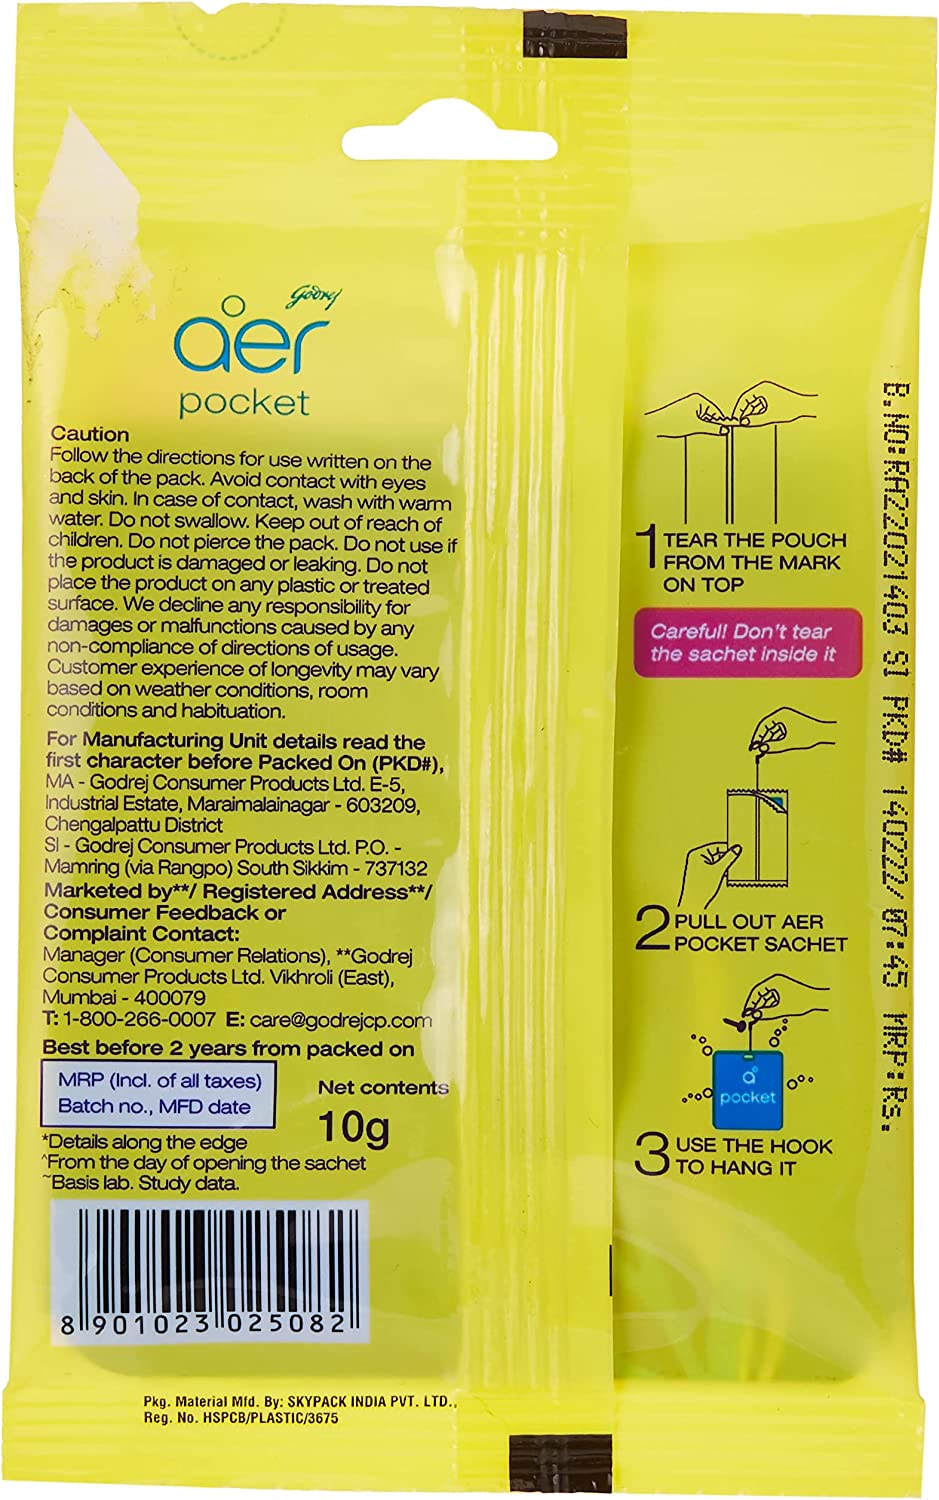 Godrej
aer
pocket
Caution
Follow the directions for use written on the
back of the pack. Avoid contact with eyes
and skin. In case of contact, wash with warm
water. Do not swallow. Keep out of reach of
children. Do not pierce the pack. Do not use if
the product is damaged or leaking. Do not
place the product on any plastic or treated
surface. We decline any responsibility for
damages or malfunctions caused by any
non-compliance of directions of usage.
Customer experience of longevity may vary
based on weather conditions, room
conditions and habituation.
For Manufacturing Unit details read the
first character before Packed On (PKD#),
MA - Godrej Consumer Products Ltd. E-5,
Industrial Estate, Maraimalainagar - 603209,
Chengalpattu District
SI - Godrej Consumer Products Ltd. P.O. -
Mamring (via Rangpo) South Sikkim - 737132
Marketed by**/ Registered Address**/
Consumer Feedback or
Complaint Contact:
Manager (Consumer Relations), **Godrej
Consumer Products Ltd. Vikhroli (East),
Mumbai - 400079
T: 1-800-266-0007 E: care@godrejcp.com
Best before 2 years from packed on
MRP (Incl. of all taxes)
Batch no., MFD date
Net contents
10g
*Details along the edge
^From the day of opening the sachet
~Basis lab. Study data.
8 901023 025082
Pkg. Material Mfd. By: SKYPACK INDIA PVT. LTD.,
Reg. No. HSPCB/PLASTIC/3675
1 TEAR THE POUCH
FROM THE MARK
ON TOP
Careful! Don't tear
the sachet inside it
2 PULL OUT AER
POCKET SACHET
a
pocket
3 USE THE HOOK
TO HANG IT
B.NO:RA22021403 SI PKD# 140222/ 07:45 MRP:RS.